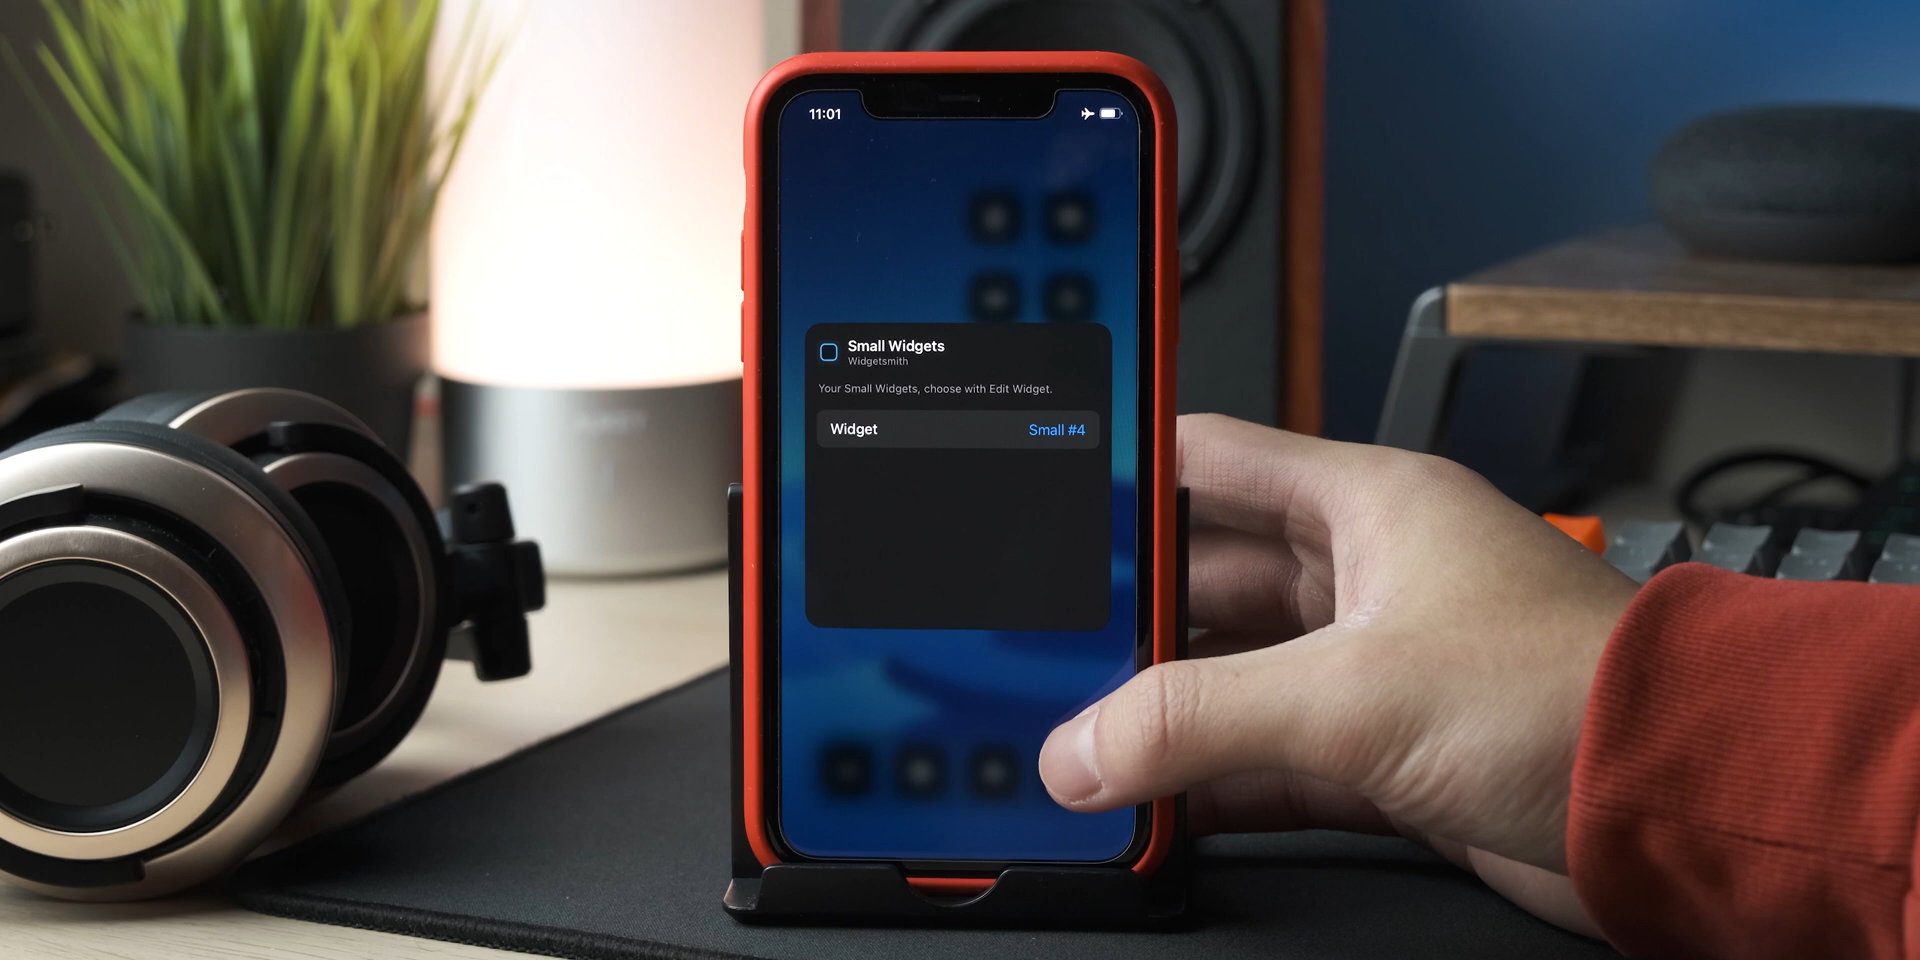 11:01
Small Widgets
Widgetsmith
Your Small Widgets, choose with Edit Widget.
Widget Small #4